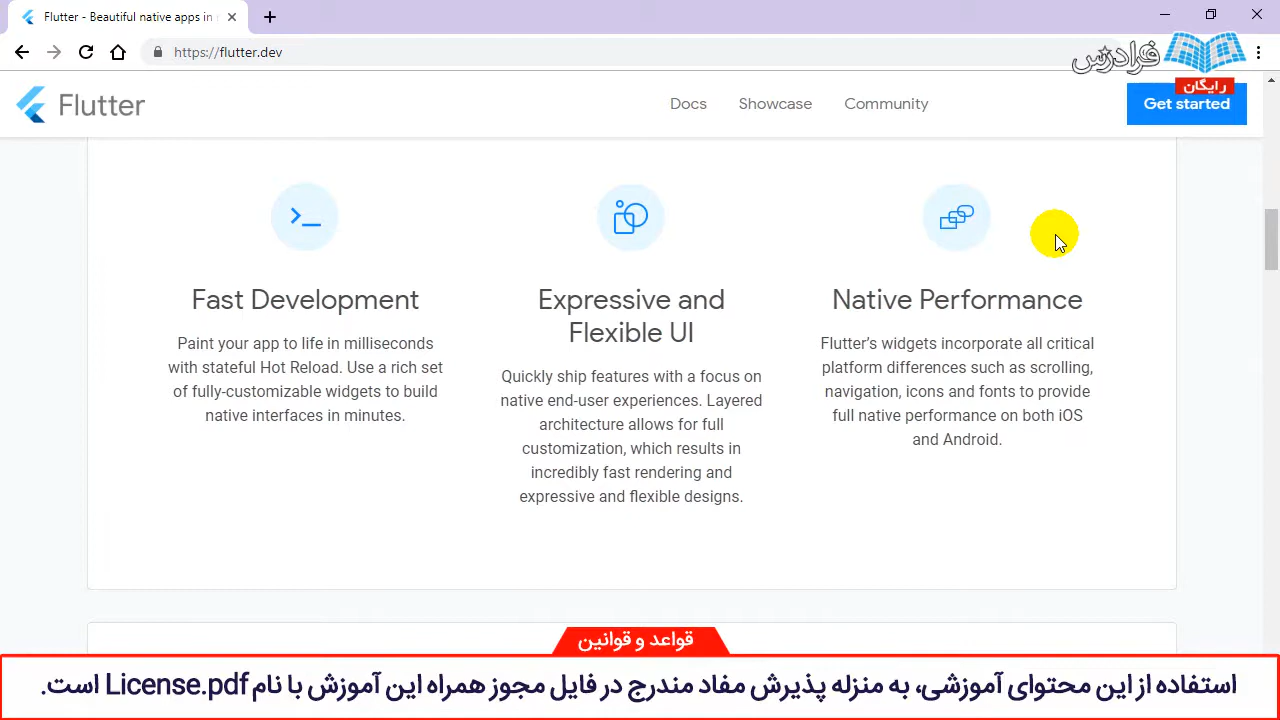 Flutter - Beautiful native apps in
https://flutter.dev
فرادرس
رایگان
Flutter
Docs
Showcase
Community
Get started
Fast Development
Paint your app to life in milliseconds
with stateful Hot Reload. Use a rich set
of fully-customizable widgets to build
native interfaces in minutes.
Expressive and
Flexible UI
Quickly ship features with a focus on
native end-user experiences. Layered
architecture allows for full
customization, which results in
incredibly fast rendering and
expressive and flexible designs.
Native Performance
Flutter’s widgets incorporate all critical
platform differences such as scrolling,
navigation, icons and fonts to provide
full native performance on both iOS
and Android.
قواعد و قوانین
استفاده از این محتوای آموزشی، به منزله پذیرش مفاد مندرج در فایل مجوز همراه این آموزش با نام License.pdf است.